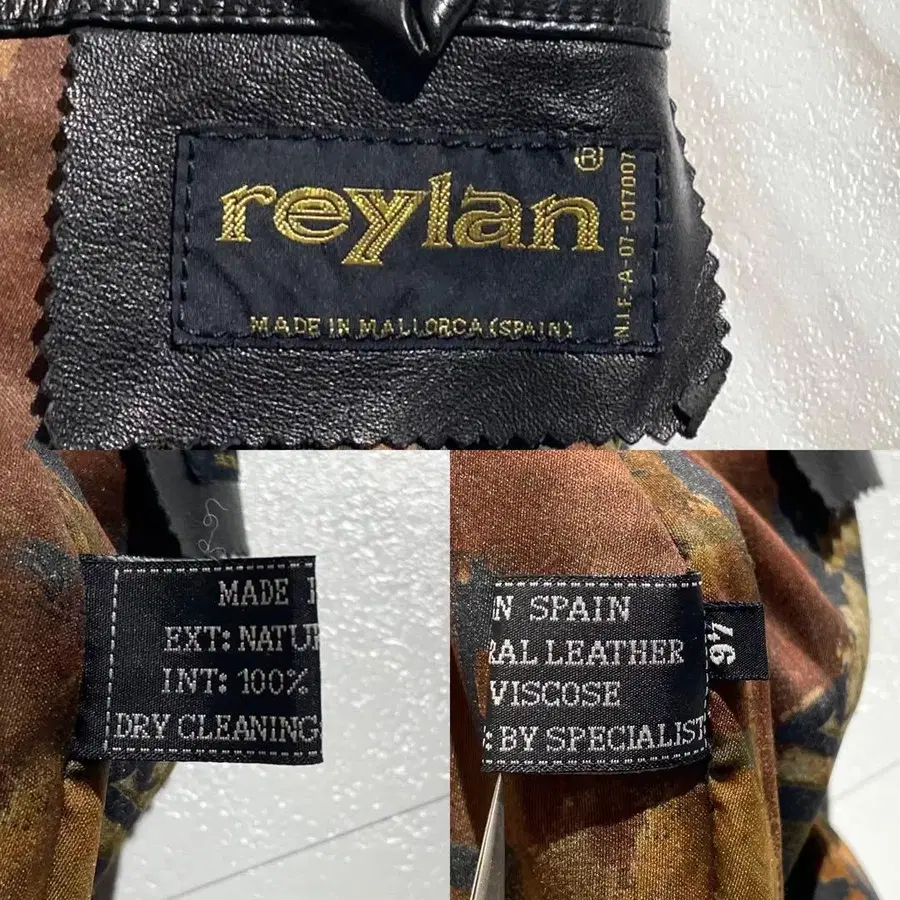 reylan®
MADE IN MALLORCA (SPAIN)
N.I.F-A-07-017007
MADE I
EXT: NATUR
INT: 100%
DRY CLEANING
N SPAIN
RAL LEATHER
VISCOSE
: BY SPECIALIST
46